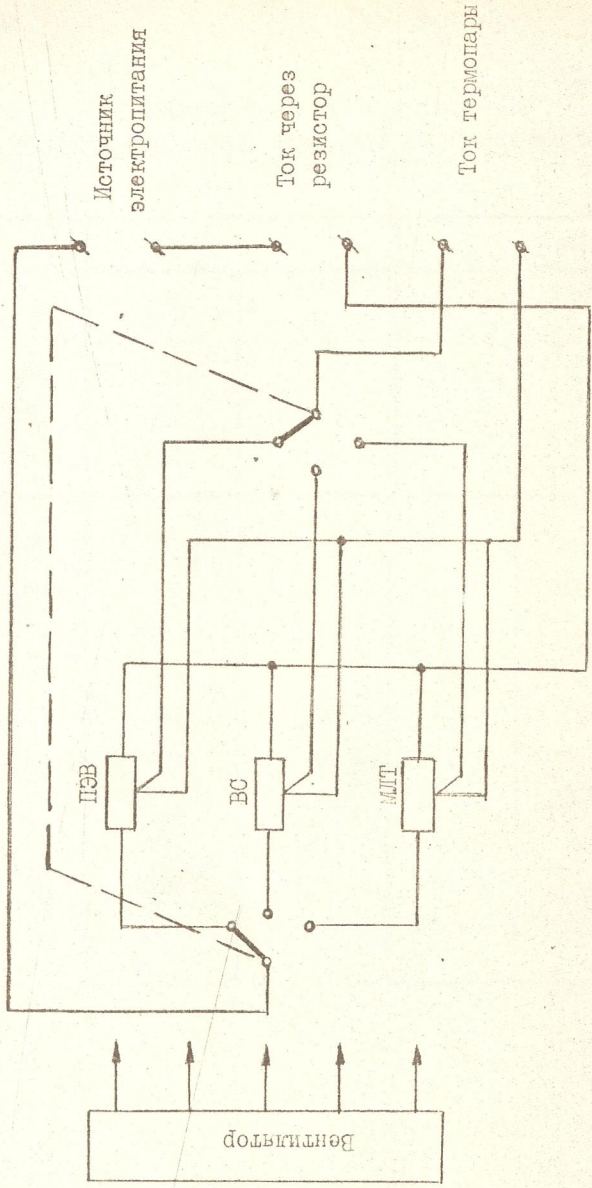 Источник
электропитания
Ток через
резистор
Ток термопары
ПЭВ
ВС
МЛТ
Вентилятор